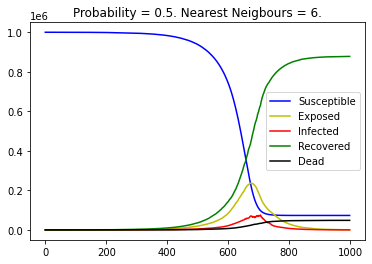 Probability = 0.5. Nearest Neigbours = 6.
1e6
1.0
0.8
0.6
0.4
0.2
0.0
Susceptible
Exposed
Infected
Recovered
Dead
0 200 400 600 800 1000